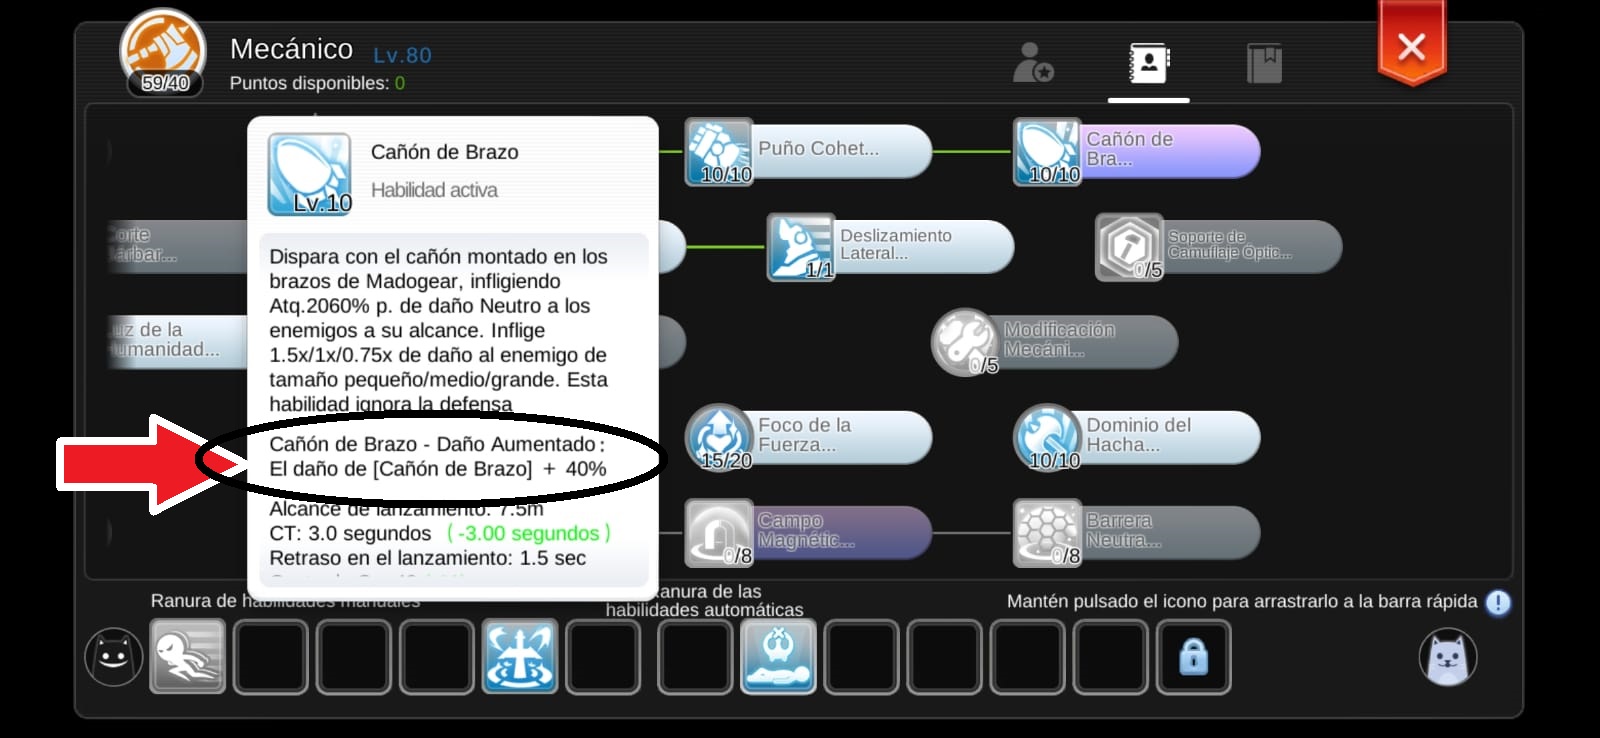 Mecánico Lv.80
59/40
Puntos disponibles: 0
Cañón de Brazo
Habilidad activa
Lv.10
Dispara con el cañón montado en los
brazos de Madogear, infligiendo
Atq.2060% p. de daño Neutro a los
enemigos a su alcance. Inflige
1.5x/1x/0.75x de daño al enemigo de
tamaño pequeño/medio/grande. Esta
habilidad ignora la defensa
Cañón de Brazo - Daño Aumentado:
El daño de [Cañón de Brazo] + 40%
Alcance de lanzamiento: 7.5m
CT: 3.0 segundos (-3.00 segundos)
Retraso en el lanzamiento: 1.5 sec
Puño Cohet...
10/10
Cañón de
Bra...
10/10
Deslizamiento
Lateral...
1/1
Soporte de
Camuflaje Óptic...
0/5
uz de la
umanidad...
Modificación
Mecáni...
0/5
Foco de la
Fuerza...
15/20
Dominio del
Hacha...
10/10
Campo
Magnétic...
0/8
Barrera
Neutra...
0/8
Ranura de habilidades manuales
Ranura de las
habilidades automáticas
Mantén pulsado el icono para arrastrarlo a la barra rápida